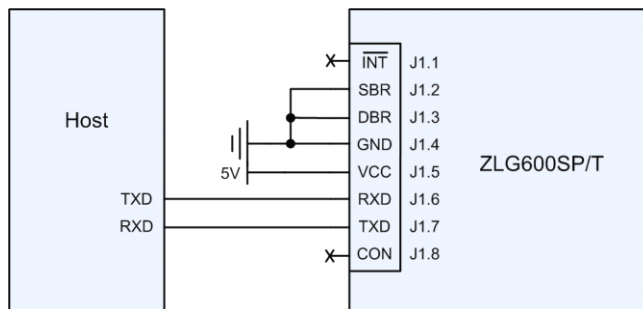 Host
TXD
RXD
5V
INT J1.1
SBR J1.2
DBR J1.3
GND J1.4
VCC J1.5
RXD J1.6
TXD J1.7
CON J1.8
ZLG600SP/T